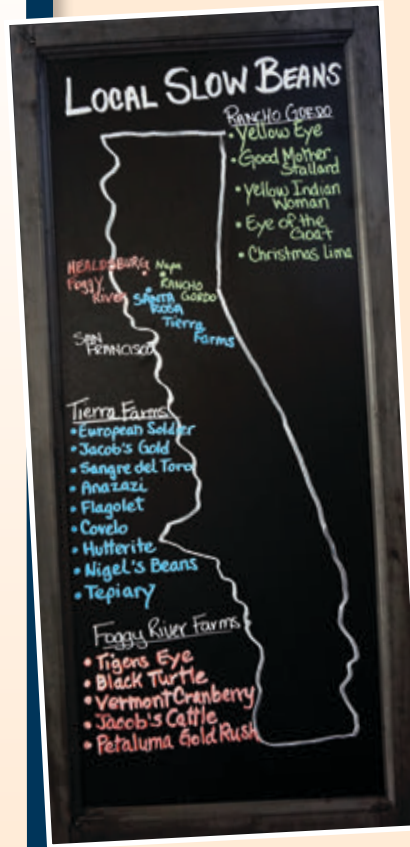 LOCAL SLOW BEANS
RANCHO GORDO
• Yellow Eye
• Good Mother
Stallard
• Yellow Indian
Woman
• Eye of the
Goat
• Christmas Lima
HEALDSBURG
Foggy
River
Napa
RANCHO
GORDO
SANTA
ROSA
Tierra
Farms
SAN
FRANCISCO
Tierra Farms
• European Soldier
• Jacob's Gold
• Sangre del Toro
• Anazazi
• Flagolet
• Covelo
• Hutterite
• Nigel's Beans
• Tepiary
Foggy River Farms
• Tigers Eye
• Black Turtle
• Vermont Cranberry
• Jacob's Cattle
• Petaluma Gold Rush